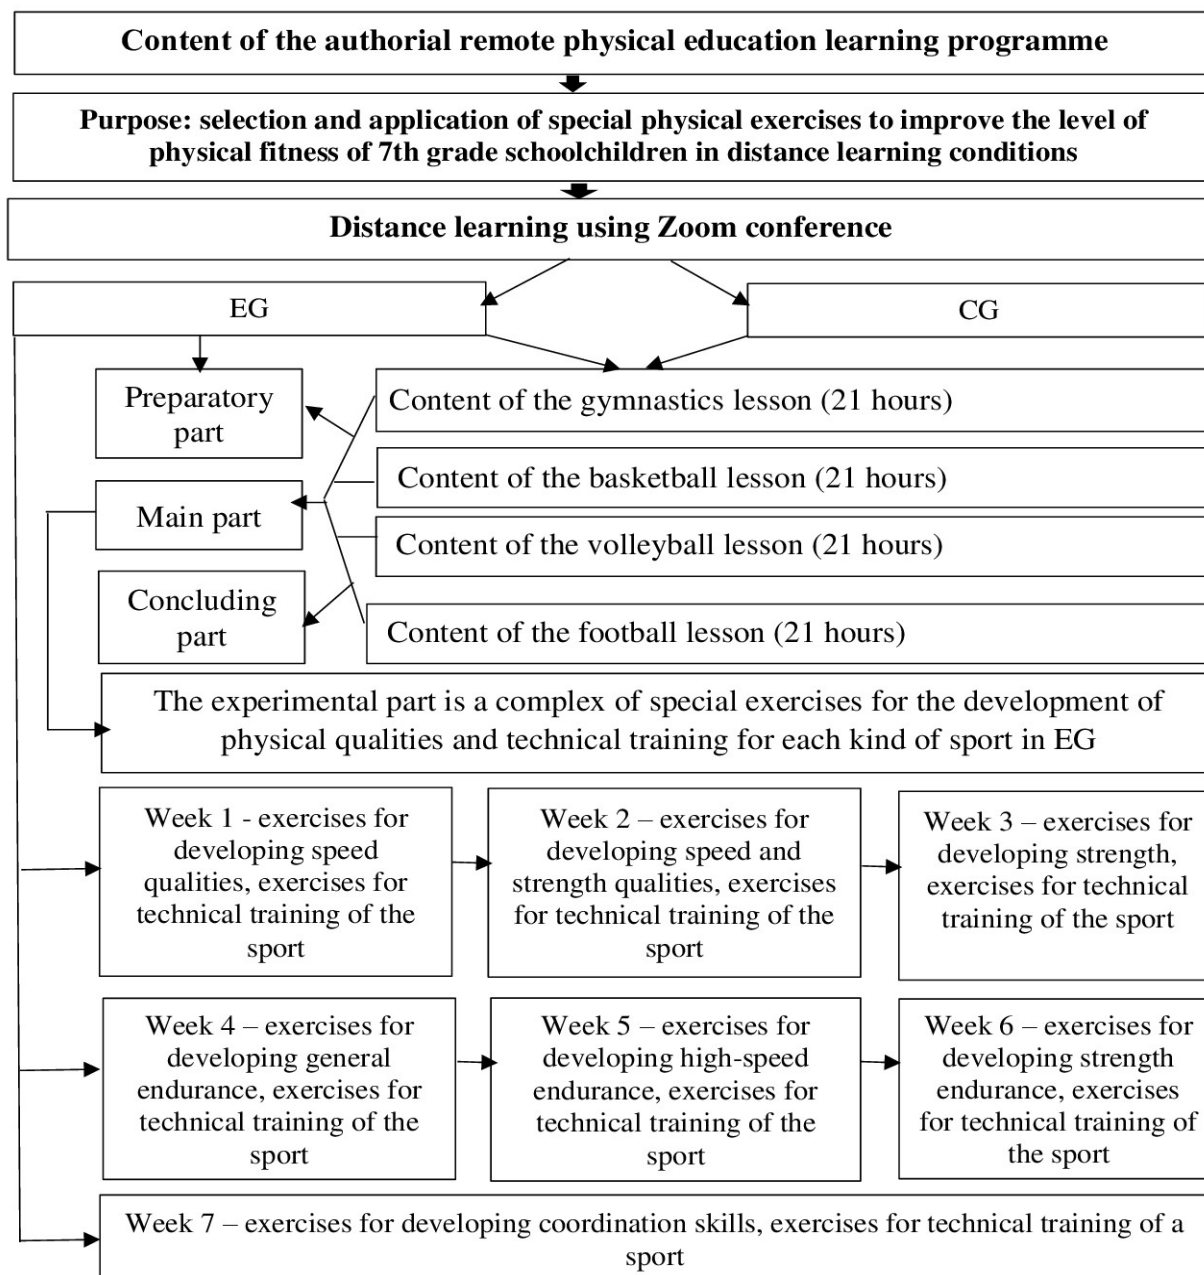 Content of the authorial remote physical education learning programme
Purpose: selection and application of special physical exercises to improve the level of
physical fitness of 7th grade schoolchildren in distance learning conditions
Distance learning using Zoom conference
EG
CG
Preparatory
part
Content of the gymnastics lesson (21 hours)
Content of the basketball lesson (21 hours)
Main part
Content of the volleyball lesson (21 hours)
Concluding
part
Content of the football lesson (21 hours)
The experimental part is a complex of special exercises for the development of
physical qualities and technical training for each kind of sport in EG
Week 1 - exercises for
developing speed
qualities, exercises for
technical training of the
sport
Week 2 – exercises for
developing speed and
strength qualities, exercises
for technical training of the
sport
Week 3 – exercises for
developing strength,
exercises for technical
training of the sport
Week 4 – exercises for
developing general
endurance, exercises for
technical training of the
sport
Week 5 – exercises for
developing high-speed
endurance, exercises for
technical training of the
sport
Week 6 – exercises for
developing strength
endurance, exercises
for technical training of
the sport
Week 7 – exercises for developing coordination skills, exercises for technical training of a
sport